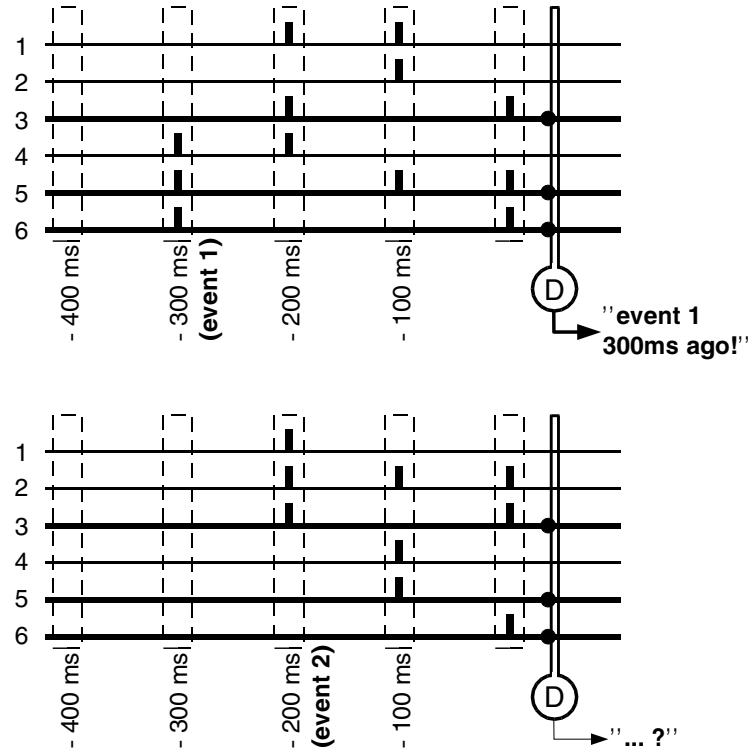 1
2
3
4
5
6
- 400 ms
- 300 ms
(event 1)
- 200 ms
- 100 ms
D
''event 1
300ms ago!''
1
2
3
4
5
6
- 400 ms
- 300 ms
- 200 ms
(event 2)
- 100 ms
D
''... ?''